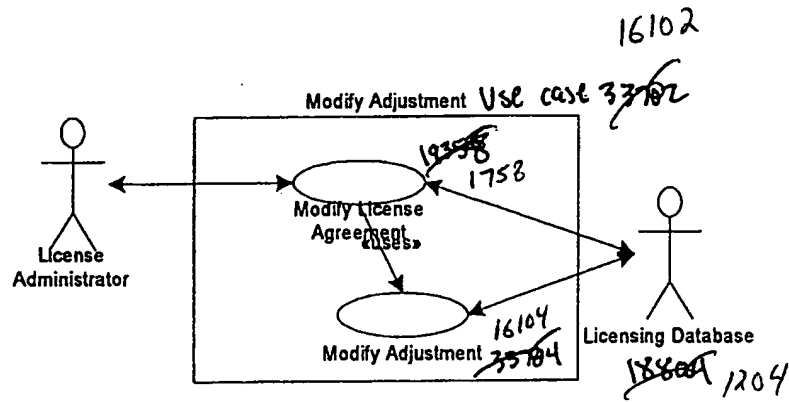 16102
Modify Adjustment Use case
1758
Modify License
Agreement
«uses»
License
Administrator
16104
Modify Adjustment
Licensing Database
1204